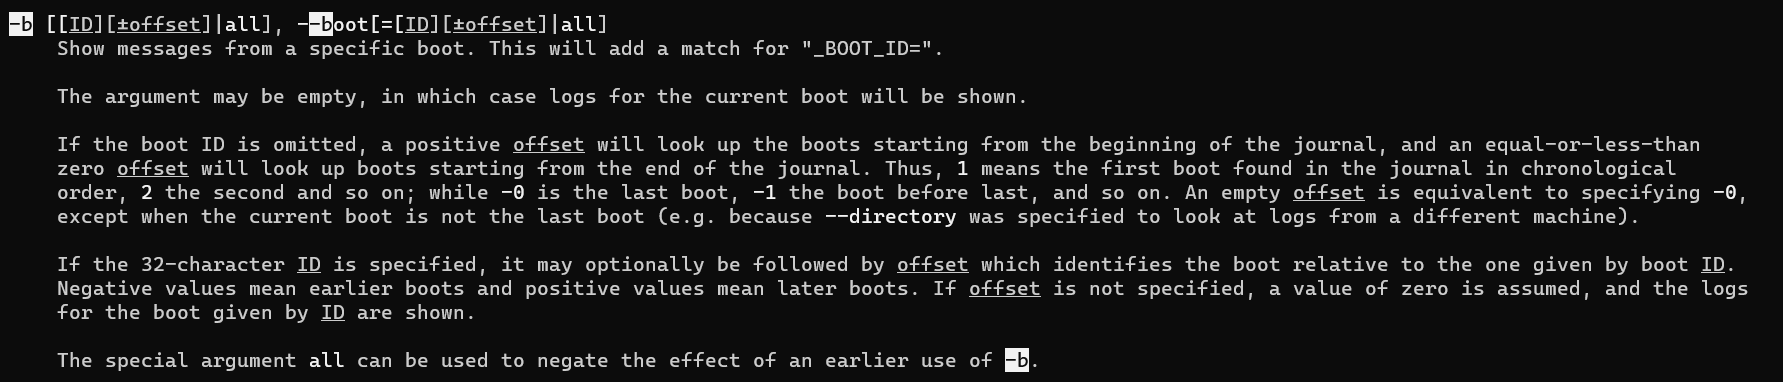 -b [[ID][±offset]|all], --boot[=[ID][±offset]|all]
Show messages from a specific boot. This will add a match for "_BOOT_ID=".
The argument may be empty, in which case logs for the current boot will be shown.
If the boot ID is omitted, a positive offset will look up the boots starting from the beginning of the journal, and an equal-or-less-than
zero offset will look up boots starting from the end of the journal. Thus, 1 means the first boot found in the journal in chronological
order, 2 the second and so on; while -0 is the last boot, -1 the boot before last, and so on. An empty offset is equivalent to specifying -0,
except when the current boot is not the last boot (e.g. because --directory was specified to look at logs from a different machine).
If the 32-character ID is specified, it may optionally be followed by offset which identifies the boot relative to the one given by boot ID.
Negative values mean earlier boots and positive values mean later boots. If offset is not specified, a value of zero is assumed, and the logs
for the boot given by ID are shown.
The special argument all can be used to negate the effect of an earlier use of -b.